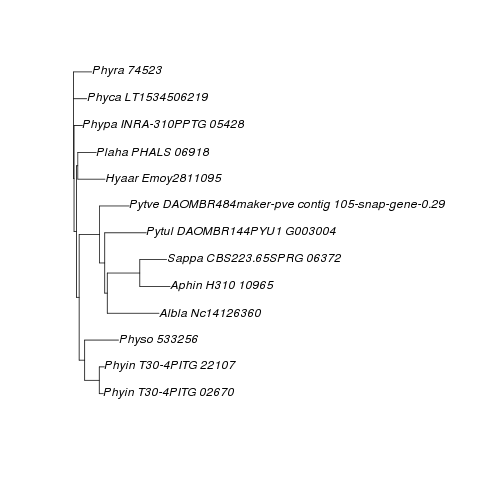 Phyra 74523
Phyca LT1534506219
Phypa INRA-310PPTG 05428
Plaha PHALS 06918
Hyaar Emoy2811095
Pytve DAOMBR484maker-pve contig 105-snap-gene-0.29
Pytul DAOMBR144PYU1 G003004
Sappa CBS223.65SPRG 06372
Aphin H310 10965
Albla Nc14126360
Physo 533256
Phyin T30-4PITG 22107
Phyin T30-4PITG 02670